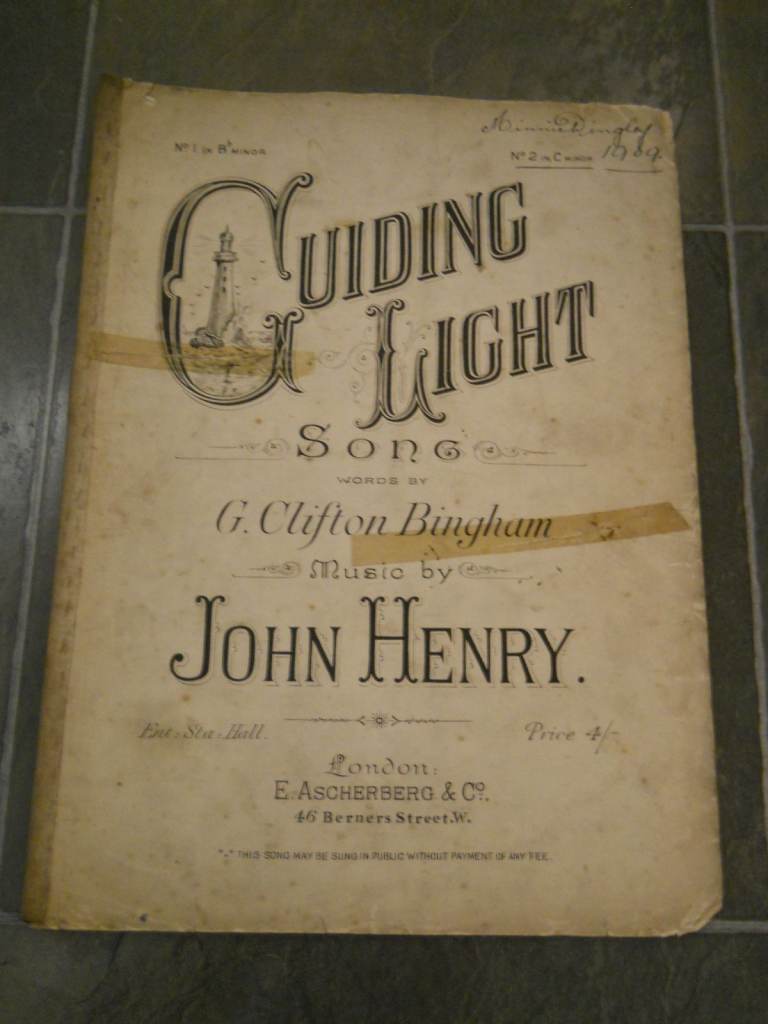 Minnie Dingley
1909.
No 1 in Bb minor
No 2 in C minor
GUIDING
LIGHT
SONG
WORDS BY
G. Clifton Bingham
Music by
JOHN HENRY.
Ent: Sta: Hall.
Price 4/-
London:
E. ASCHERBERG & Co.
46 Berners Street, W.
"-" THIS SONG MAY BE SUNG IN PUBLIC WITHOUT PAYMENT OF ANY FEE.